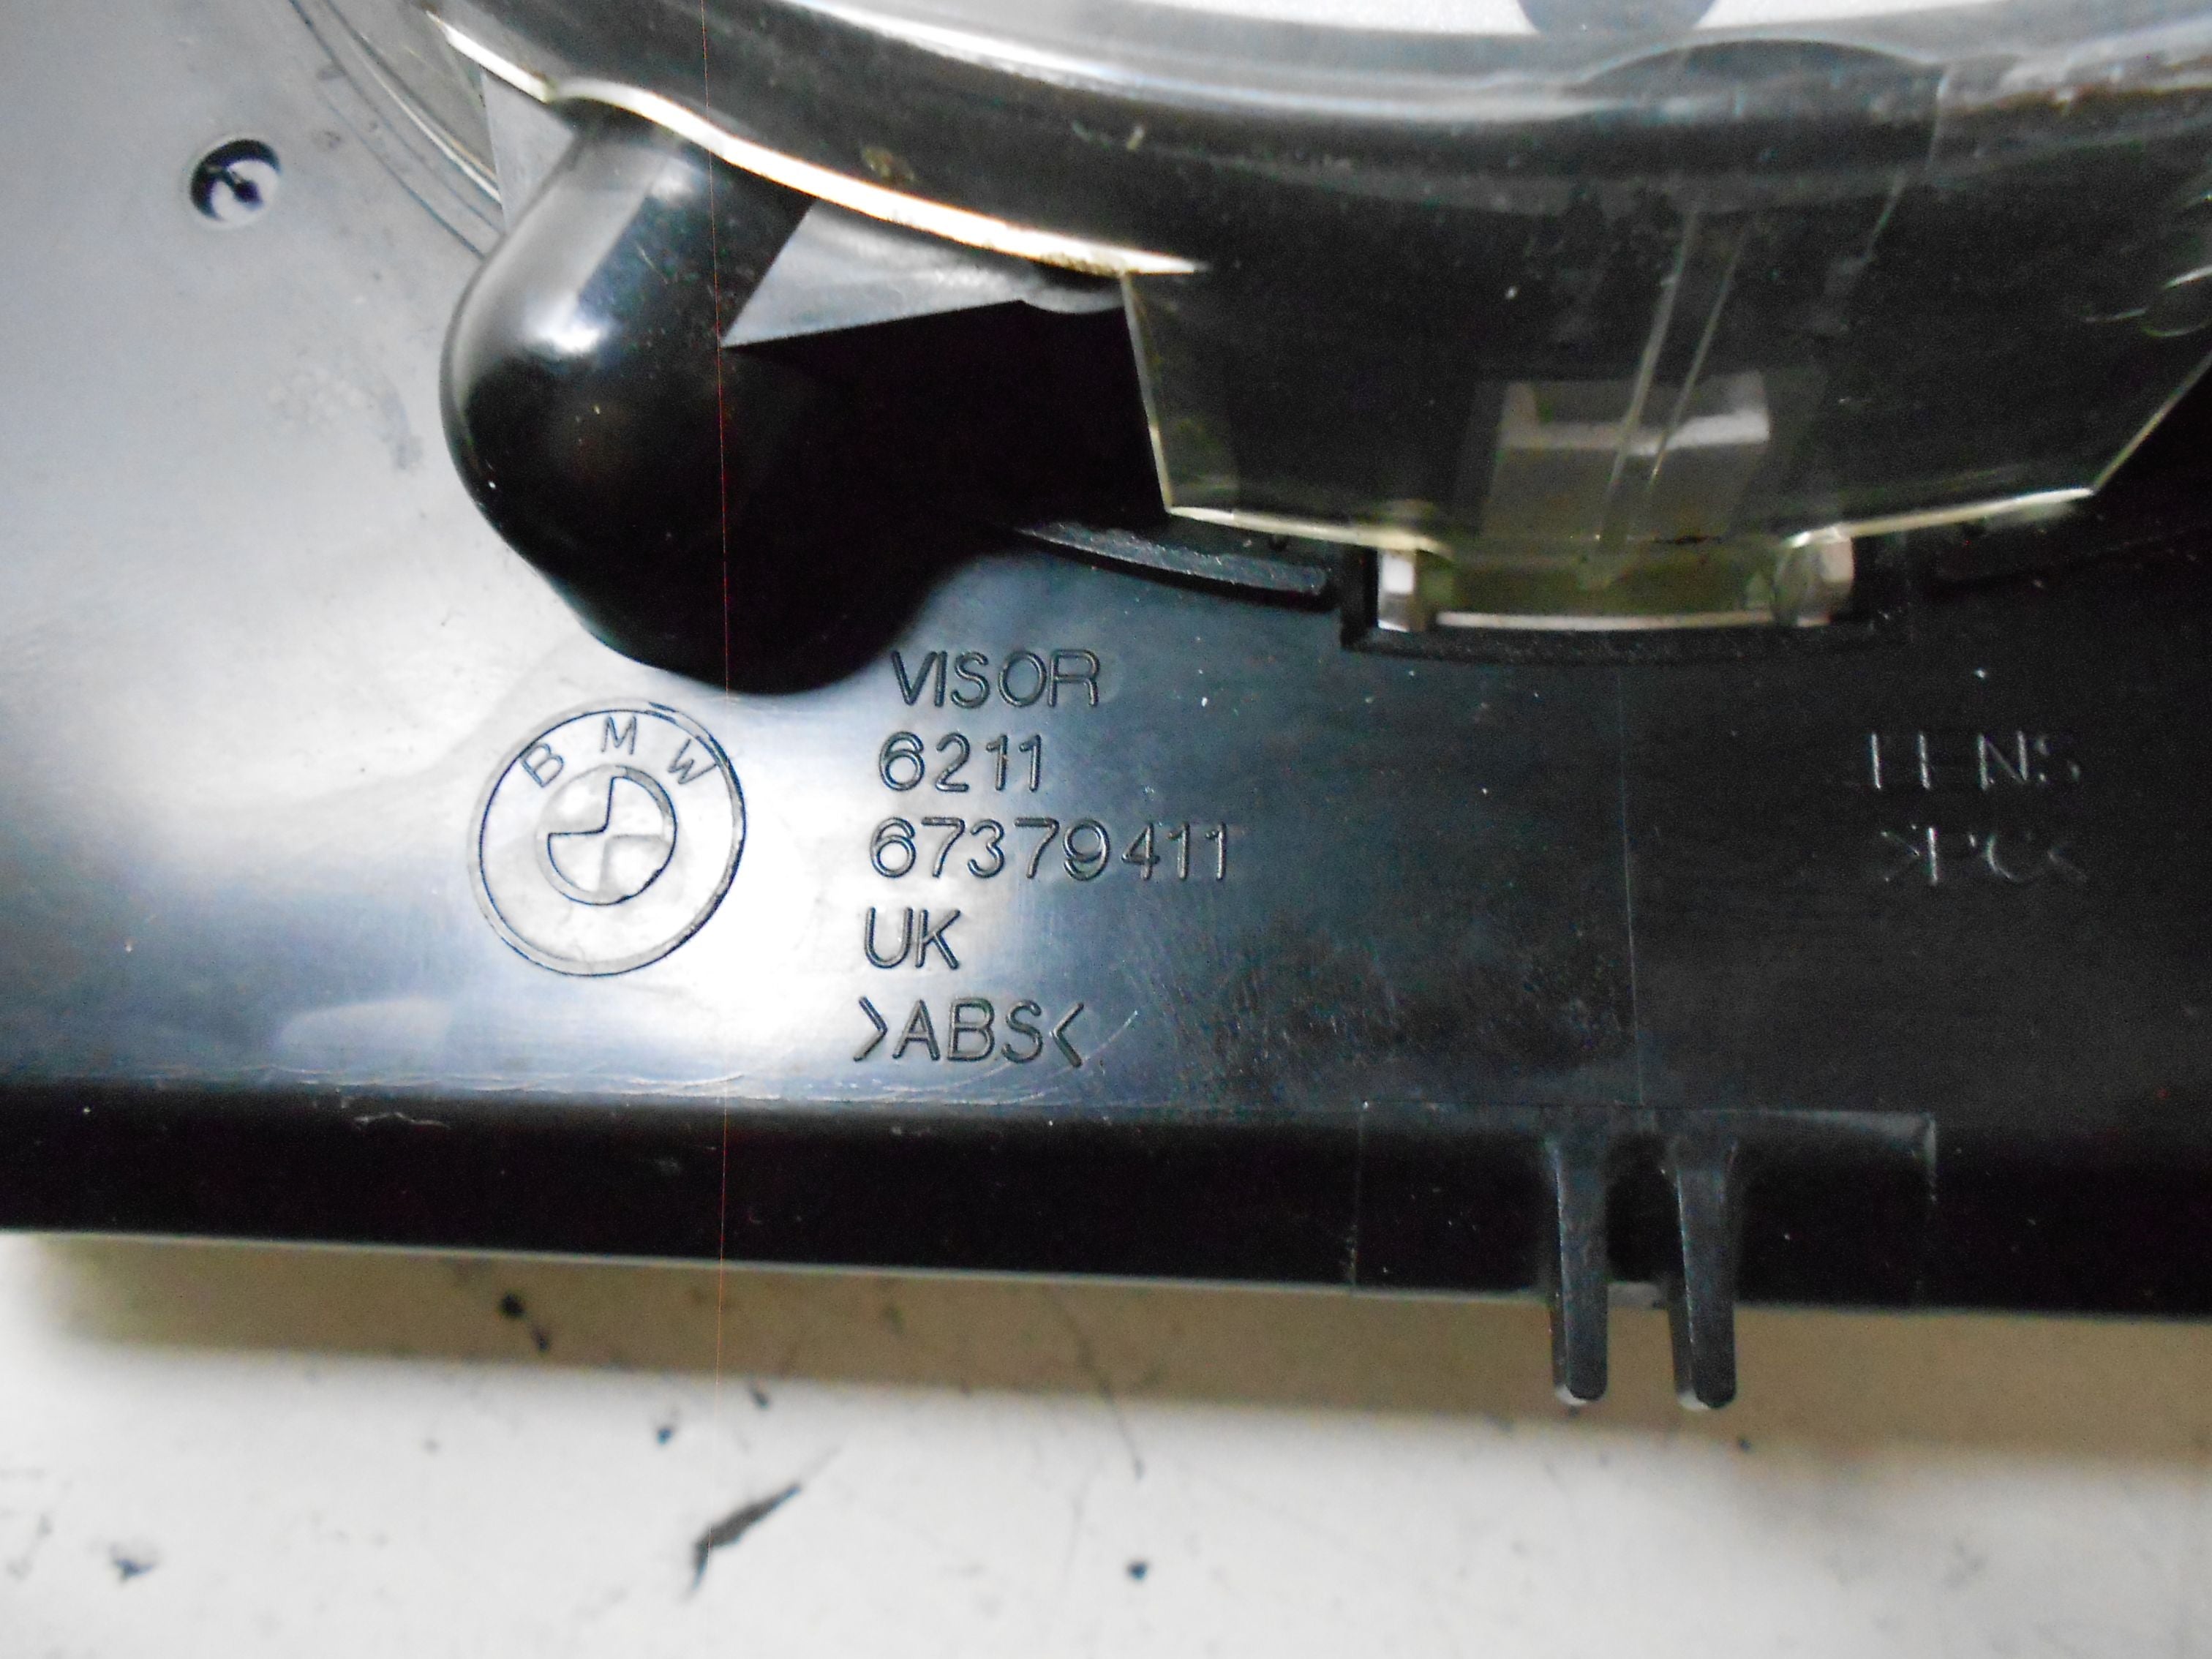 BMW
VISOR
6211
67379411
UK
>ABS<
LENS
>PC<